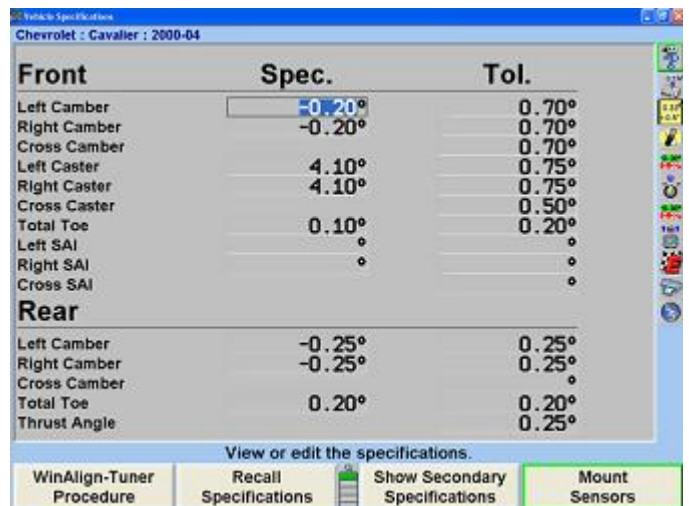 Vehicle Specifications
Chevrolet : Cavalier : 2000-04
Front Spec. Tol.
Left Camber -0.20° 0.70°
Right Camber -0.20° 0.70°
Cross Camber 0.70°
Left Caster 4.10° 0.75°
Right Caster 4.10° 0.75°
Cross Caster 0.50°
Total Toe 0.10° 0.20°
Left SAI ° °
Right SAI ° °
Cross SAI °
Rear
Left Camber -0.25° 0.25°
Right Camber -0.25° 0.25°
Cross Camber °
Total Toe 0.20° 0.20°
Thrust Angle 0.25°
View or edit the specifications.
WinAlign-Tuner Recall Show Secondary Mount
Procedure Specifications Specifications Sensors